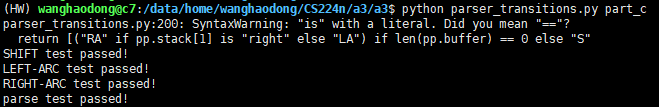 (HW) wanghaodong@c7:/data/home/wanghaodong/CS224n/a3/a3$ python parser_transitions.py part_c
parser_transitions.py:200: SyntaxWarning: "is" with a literal. Did you mean "=="?
  return [("RA" if pp.stack[1] is "right" else "LA") if len(pp.buffer) == 0 else "S"
SHIFT test passed!
LEFT-ARC test passed!
RIGHT-ARC test passed!
parse test passed!